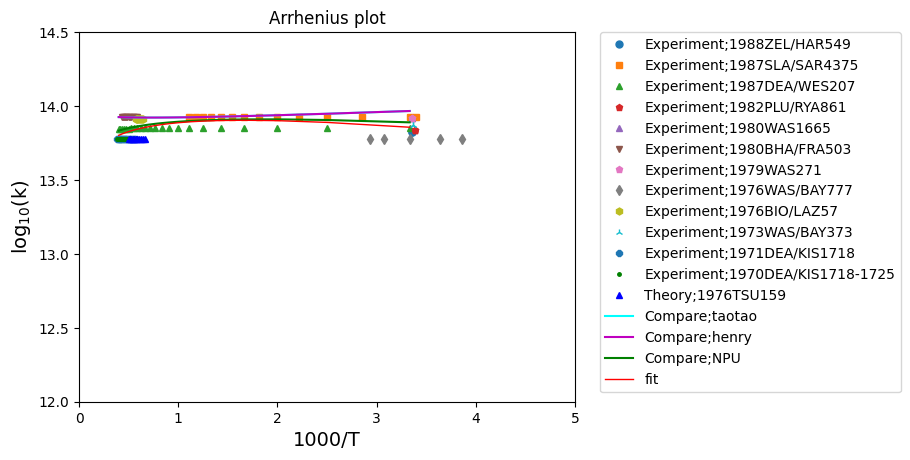 Arrhenius plot
14.5
14.0
13.5
13.0
12.5
12.0
log₁₀(k)
0 1 2 3 4 5
1000/T
Experiment;1988ZEL/HAR549
Experiment;1987SLA/SAR4375
Experiment;1987DEA/WES207
Experiment;1982PLU/RYA861
Experiment;1980WAS1665
Experiment;1980BHA/FRA503
Experiment;1979WAS271
Experiment;1976WAS/BAY777
Experiment;1976BIO/LAZ57
Experiment;1973WAS/BAY373
Experiment;1971DEA/KIS1718
Experiment;1970DEA/KIS1718-1725
Theory;1976TSU159
Compare;taotao
Compare;henry
Compare;NPU
fit